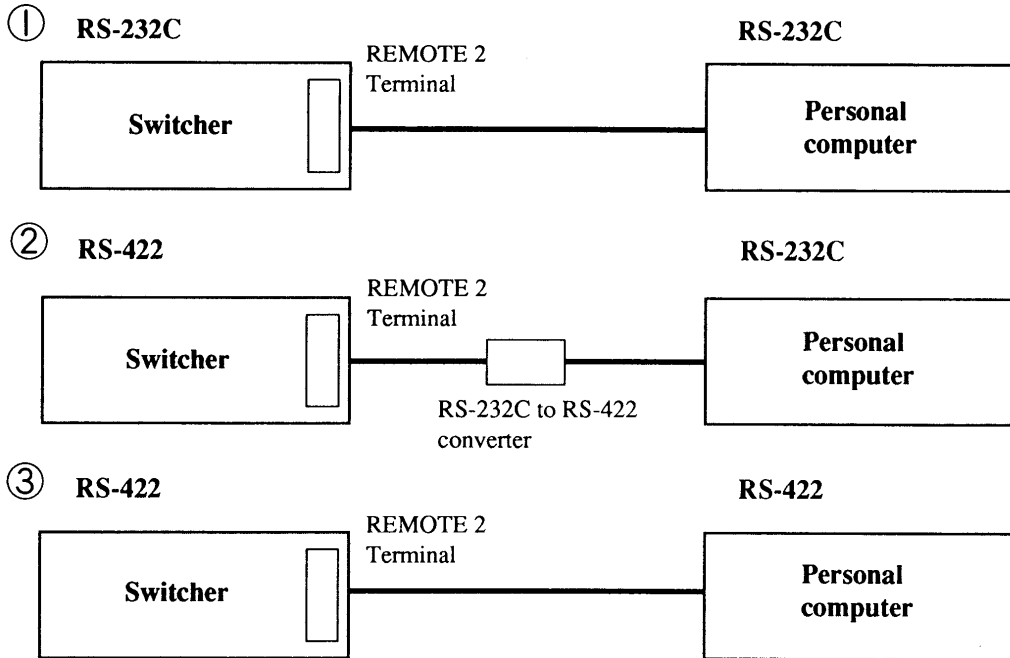 ① RS-232C
RS-232C
REMOTE 2
Terminal
Switcher
Personal
computer
② RS-422
RS-232C
REMOTE 2
Terminal
Switcher
Personal
computer
RS-232C to RS-422
converter
③ RS-422
RS-422
REMOTE 2
Terminal
Switcher
Personal
computer